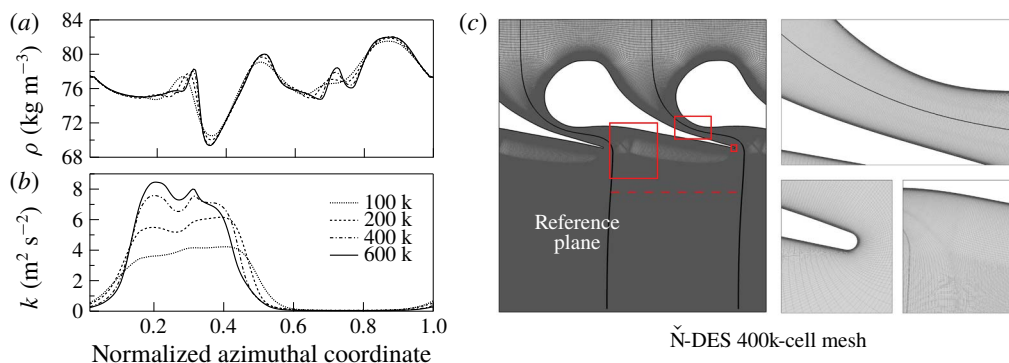 (a)
84
80
76
72
68
ρ (kg m−3)
(b)
8
6
4
2
0
k (m2 s−2)
100 k
200 k
400 k
600 k
0.2 0.4 0.6 0.8 1.0
Normalized azimuthal coordinate
(c)
Reference
plane
Ň-DES 400k-cell mesh